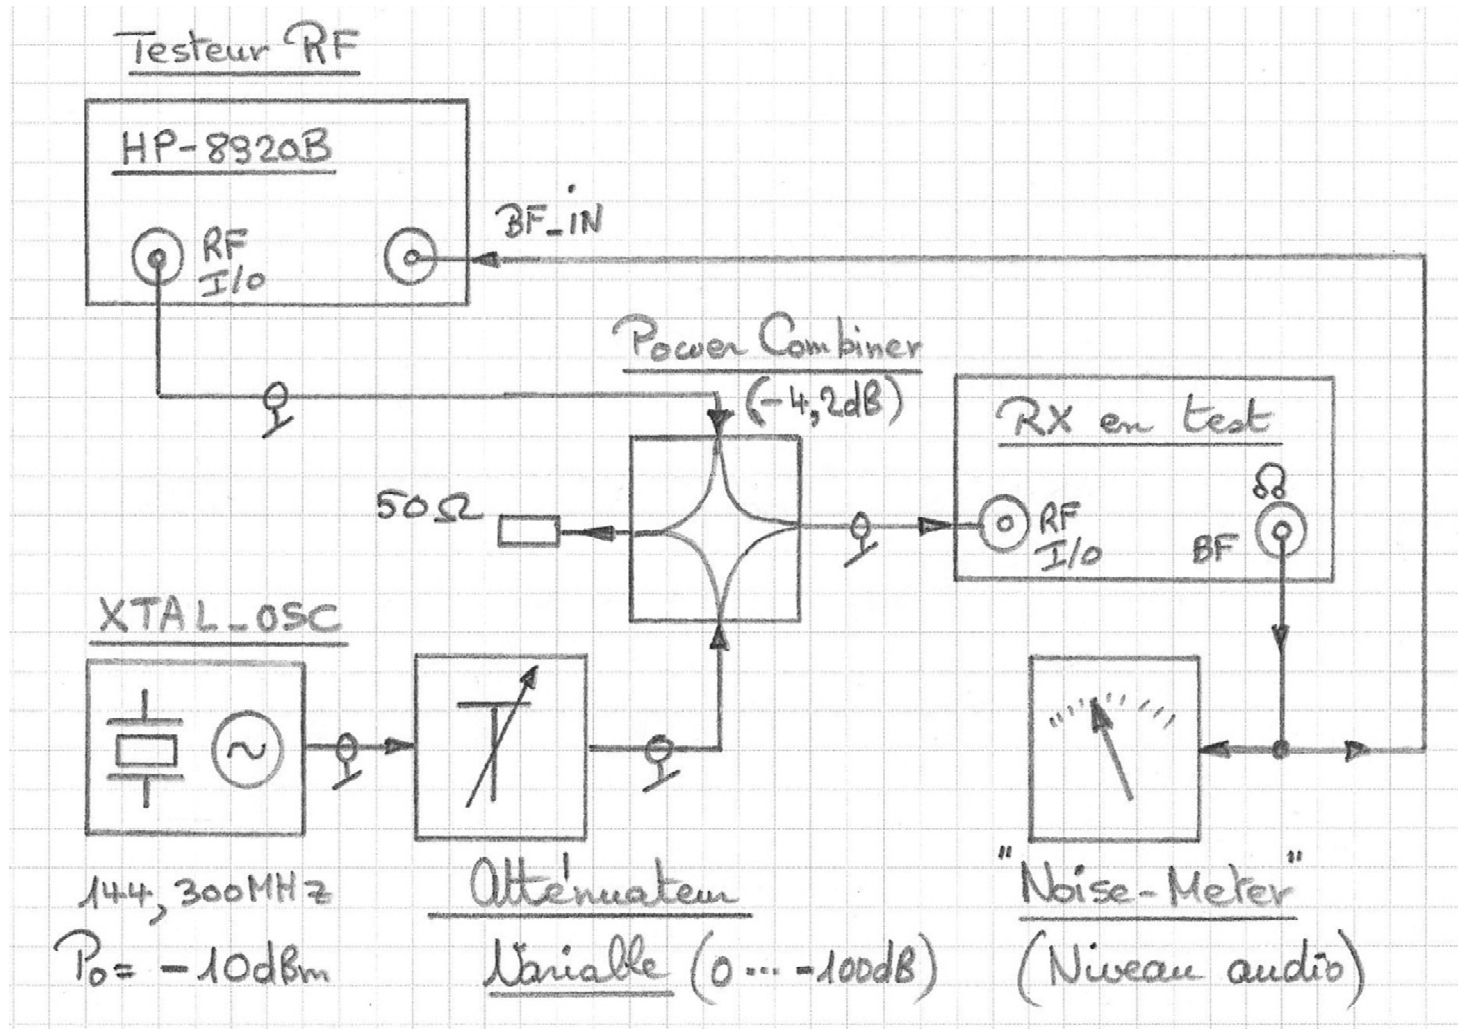 Testeur RF
HP-8920B
RF
I/O
BF_iN
Power Combiner
(-4,2dB)
RX en test
50Ω
RF
I/O
BF
XTAL_OSC
144,300MHz
Po = -10dBm
Atténuateur
Variable (0 ... -100dB)
"Noise-Meter"
(Niveau audio)